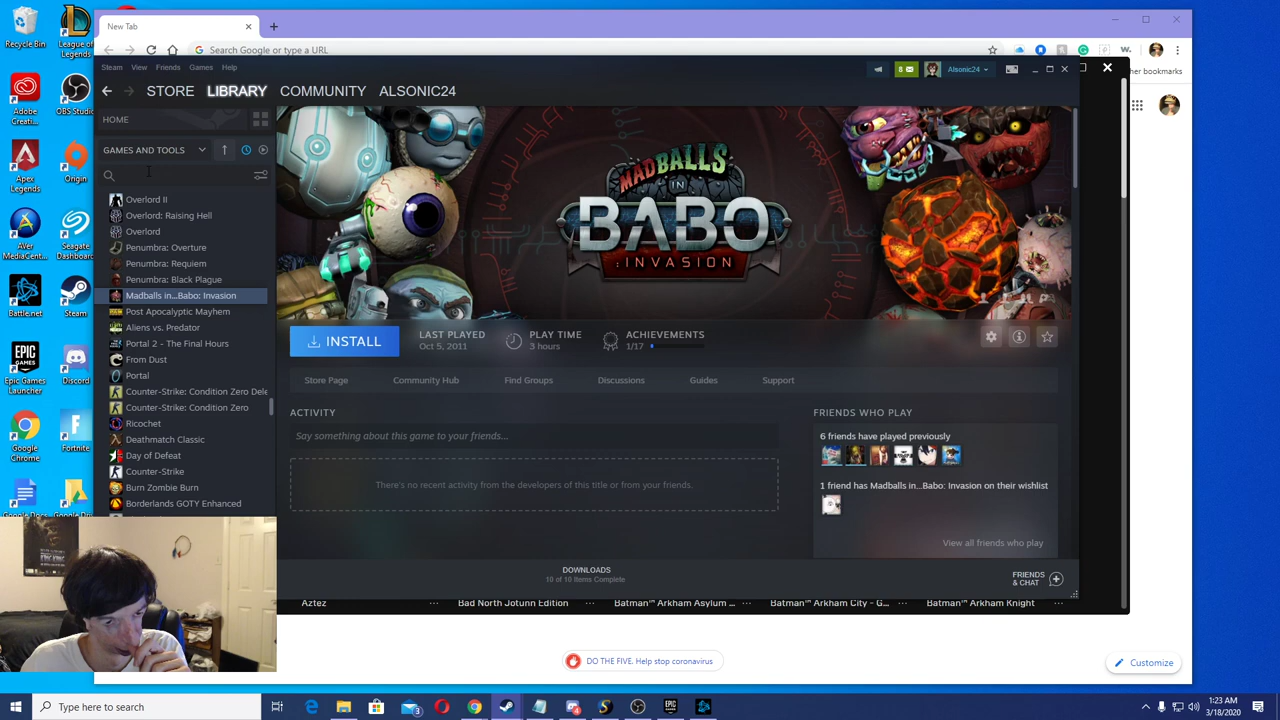 New Tab
Search Google or type a URL
her bookmarks
Recycle Bin
League of Legends
Adobe Creati...
OBS Studio
Apex Legends
Origin
AVer MediaCent...
Seagate Dashboard
Battle.net
Steam
Epic Games Launcher
Discord
Google Chrome
Fortnite
Steam View Friends Games Help
8
Alsonic24
STORE LIBRARY COMMUNITY ALSONIC24
HOME
GAMES AND TOOLS
Overlord II
Overlord: Raising Hell
Overlord
Penumbra: Overture
Penumbra: Requiem
Penumbra: Black Plague
Madballs in...Babo: Invasion
Post Apocalyptic Mayhem
Aliens vs. Predator
Portal 2 - The Final Hours
From Dust
Portal
Counter-Strike: Condition Zero Dele
Counter-Strike: Condition Zero
Ricochet
Deathmatch Classic
Day of Defeat
Counter-Strike
Burn Zombie Burn
Borderlands GOTY Enhanced
MADBALLS
IN
BABO
:INVASION
INSTALL
LAST PLAYED
Oct 5, 2011
PLAY TIME
3 hours
ACHIEVEMENTS
1/17
Store Page Community Hub Find Groups Discussions Guides Support
ACTIVITY
Say something about this game to your friends...
There's no recent activity from the developers of this title or from your friends.
FRIENDS WHO PLAY
6 friends have played previously
1 friend has Madballs in...Babo: Invasion on their wishlist
View all friends who play
DOWNLOADS
10 of 10 Items Complete
FRIENDS
& CHAT
Aztez ... Bad North Jotunn Edition ... Batman™ Arkham Asylum ... ... Batman™ Arkham City - G... ... Batman™ Arkham Knight ...
DO THE FIVE. Help stop coronavirus
Customize
Type here to search
3
1:23 AM
3/18/2020